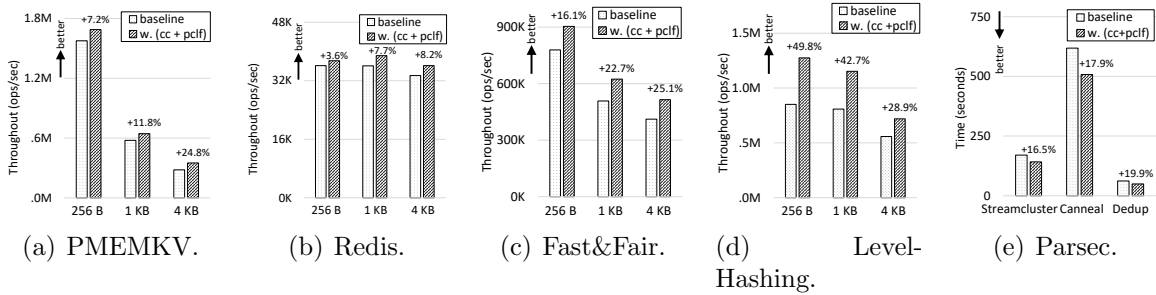 Throughout (ops/sec)
1.8M
1.2M
.6M
.0M
better
baseline
w. (cc + pclf)
+7.2%
+11.8%
+24.8%
256 B 1 KB 4 KB
(a) PMEMKV.
Throughout (ops/sec)
48K
32K
16K
0K
better
baseline
w. (cc + pclf)
+3.6%
+7.7%
+8.2%
256 B 1 KB 4 KB
(b) Redis.
Throughout (ops/sec)
900K
600K
300K
0K
better
baseline
w. (cc + pclf)
+16.1%
+22.7%
+25.1%
256 B 1 KB 4 KB
(c) Fast&Fair.
Throughout (ops/sec)
1.5M
1.0M
.5M
.0M
better
baseline
w. (cc +pclf)
+49.8%
+42.7%
+28.9%
256 B 1 KB 4 KB
(d) Level-
Hashing.
Time (seconds)
750
500
250
0
better
baseline
w. (cc+pclf)
+16.5%
+17.9%
+19.9%
Streamcluster Canneal Dedup
(e) Parsec.